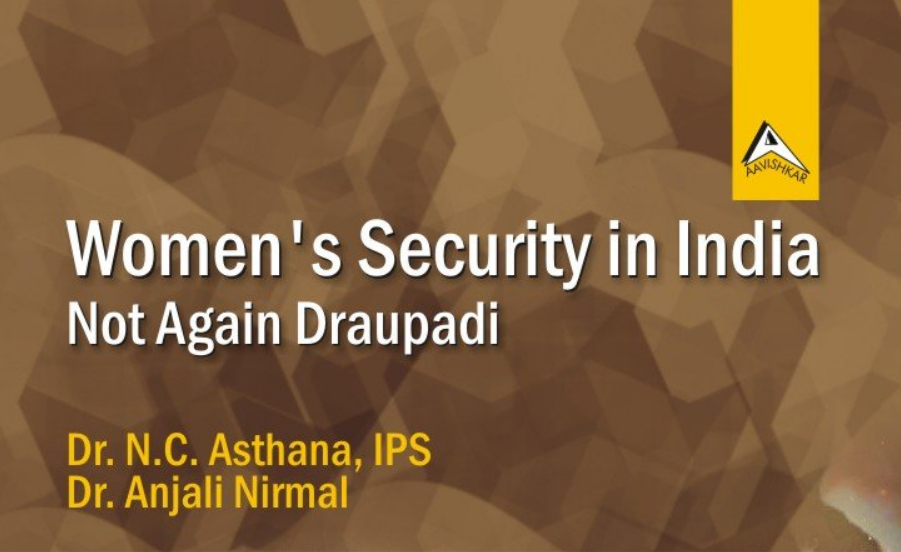 AAVISHKAR
Women's Security in India
Not Again Draupadi
Dr. N.C. Asthana, IPS
Dr. Anjali Nirmal